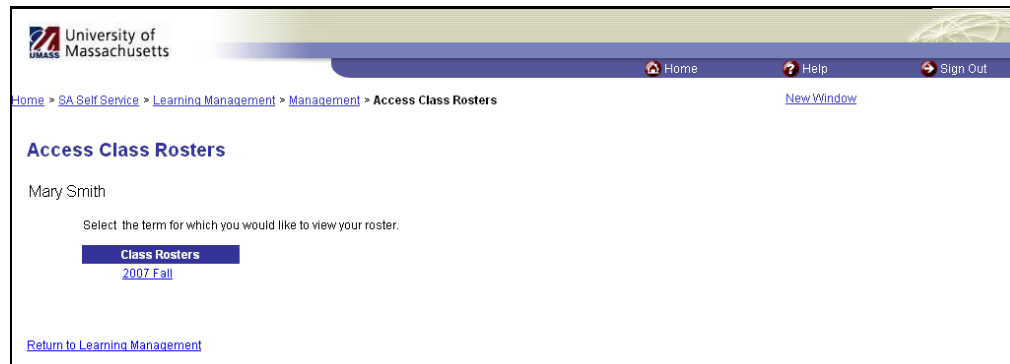 University of
Massachusetts
UMASS
Home Help Sign Out
Home > SA Self Service > Learning Management > Management > Access Class Rosters New Window
Access Class Rosters
Mary Smith
Select the term for which you would like to view your roster.
Class Rosters
2007 Fall
Return to Learning Management